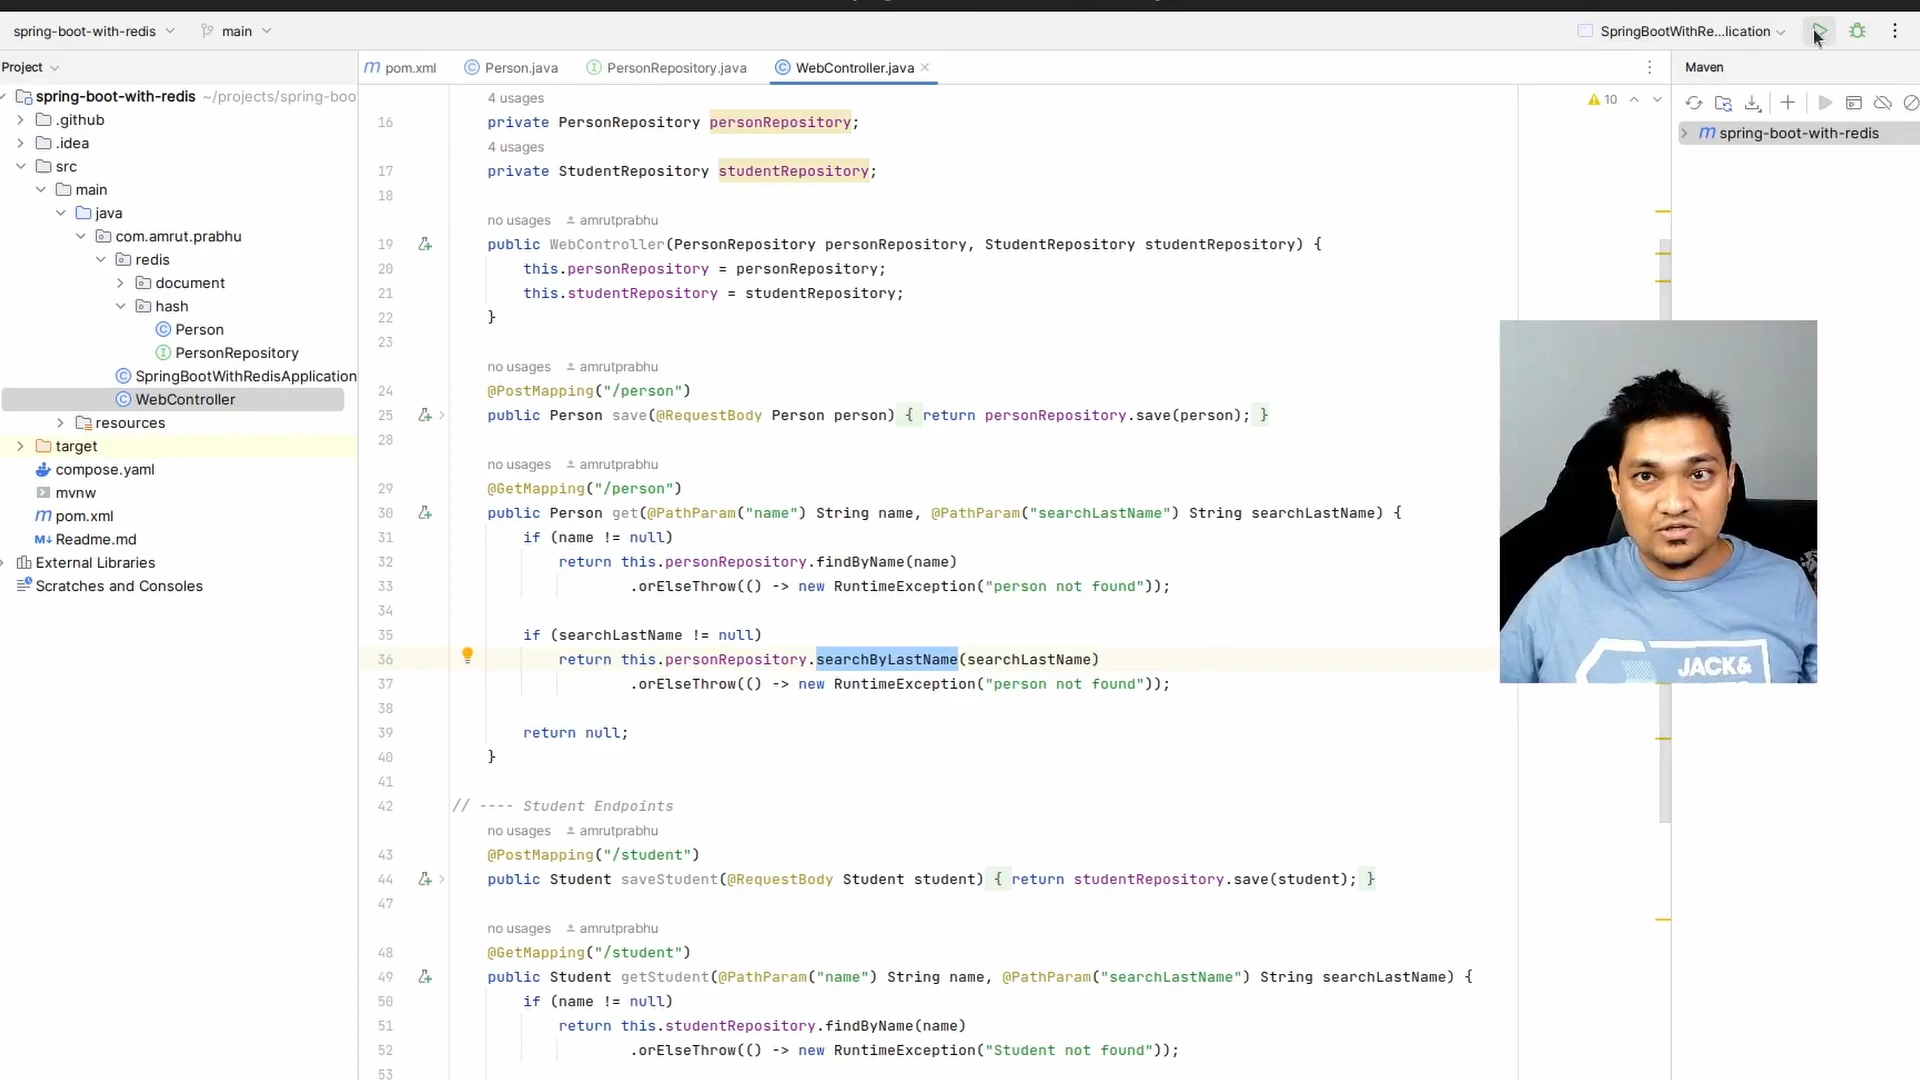 spring-boot-with-redis
main
SpringBootWithRe...lication
Project
pom.xml
Person.java
PersonRepository.java
WebController.java
Maven
spring-boot-with-redis ~/projects/spring-boo
.github
.idea
src
main
java
com.amrut.prabhu
redis
document
hash
Person
PersonRepository
SpringBootWithRedisApplication
WebController
resources
target
compose.yaml
mvnw
pom.xml
Readme.md
External Libraries
Scratches and Consoles
10
4 usages
16 private PersonRepository personRepository;
4 usages
17 private StudentRepository studentRepository;
18
no usages amrutprabhu
19 public WebController(PersonRepository personRepository, StudentRepository studentRepository) {
20 this.personRepository = personRepository;
21 this.studentRepository = studentRepository;
22 }
23
no usages amrutprabhu
24 @PostMapping("/person")
25 public Person save(@RequestBody Person person) { return personRepository.save(person); }
28
no usages amrutprabhu
29 @GetMapping("/person")
30 public Person get(@PathParam("name") String name, @PathParam("searchLastName") String searchLastName) {
31 if (name != null)
32 return this.personRepository.findByName(name)
33 .orElseThrow(() -> new RuntimeException("person not found"));
34
35 if (searchLastName != null)
36 return this.personRepository.searchByLastName(searchLastName)
37 .orElseThrow(() -> new RuntimeException("person not found"));
38
39 return null;
40 }
41
42 // ---- Student Endpoints
no usages amrutprabhu
43 @PostMapping("/student")
44 public Student saveStudent(@RequestBody Student student) { return studentRepository.save(student); }
47
no usages amrutprabhu
48 @GetMapping("/student")
49 public Student getStudent(@PathParam("name") String name, @PathParam("searchLastName") String searchLastName) {
50 if (name != null)
51 return this.studentRepository.findByName(name)
52 .orElseThrow(() -> new RuntimeException("Student not found"));
53
spring-boot-with-redis
JACK&